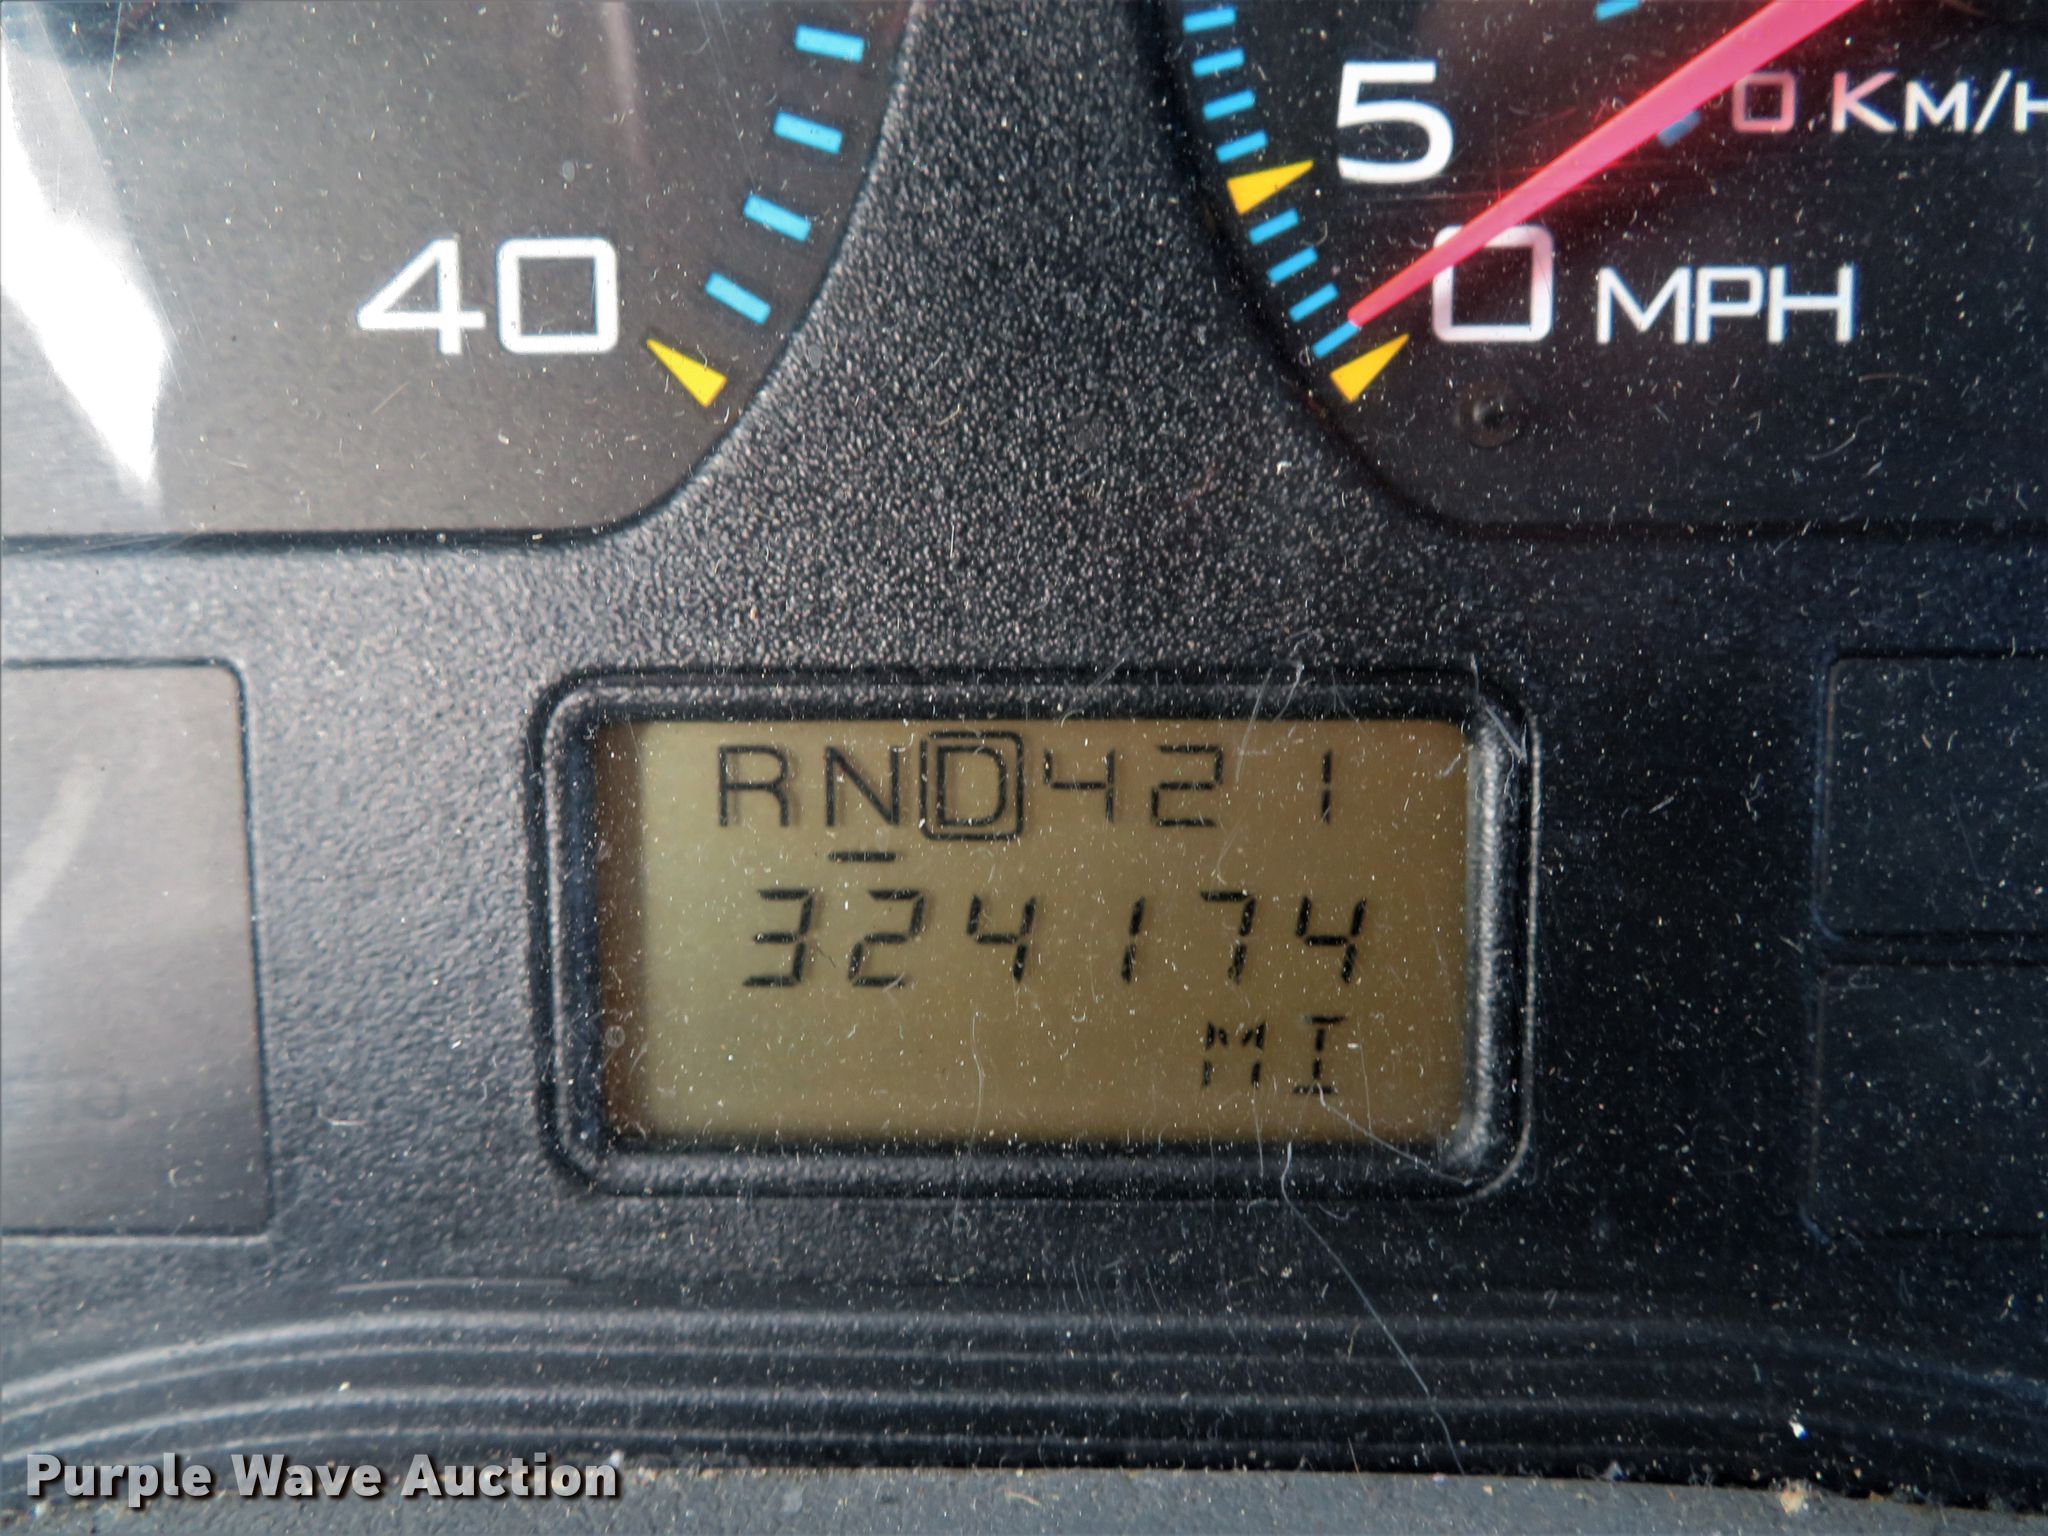 40
5
0 KM/H
0 MPH
RND421
324174
MI
Purple Wave Auction